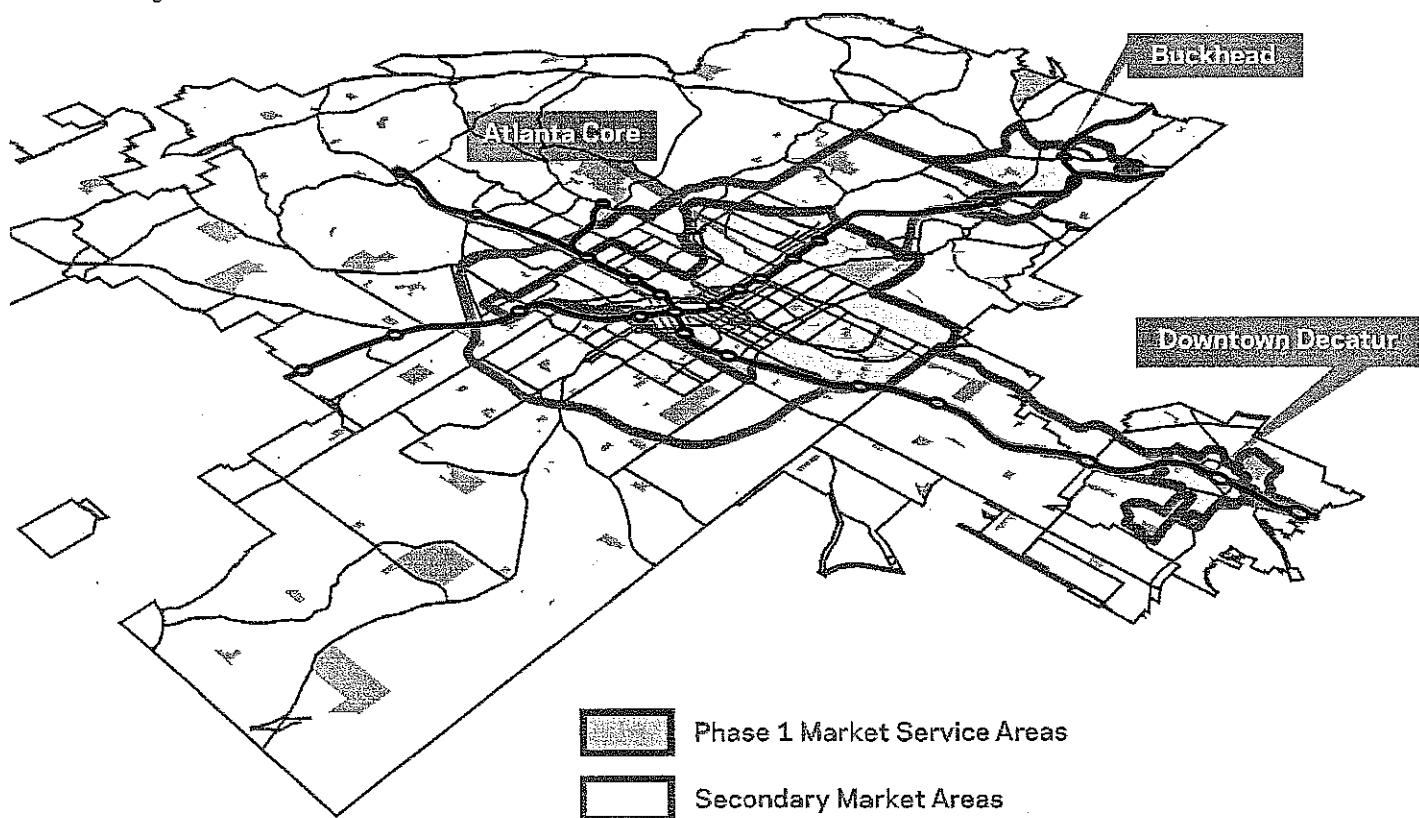 Buckhead
Atlanta Core
Downtown Decatur
Phase 1 Market Service Areas
Secondary Market Areas